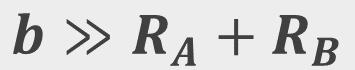 b ≫ R_A + R_B